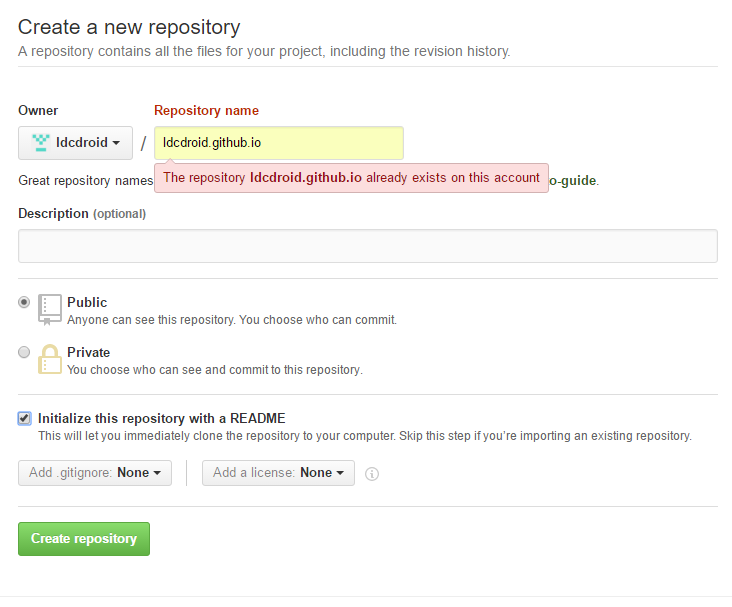 Create a new repository
A repository contains all the files for your project, including the revision history.
Owner
Repository name
ldcdroid
/
ldcdroid.github.io
Great repository names
The repository ldcdroid.github.io already exists on this account
o-guide.
Description (optional)
Public
Anyone can see this repository. You choose who can commit.
Private
You choose who can see and commit to this repository.
Initialize this repository with a README
This will let you immediately clone the repository to your computer. Skip this step if you're importing an existing repository.
Add .gitignore: None
Add a license: None
Create repository